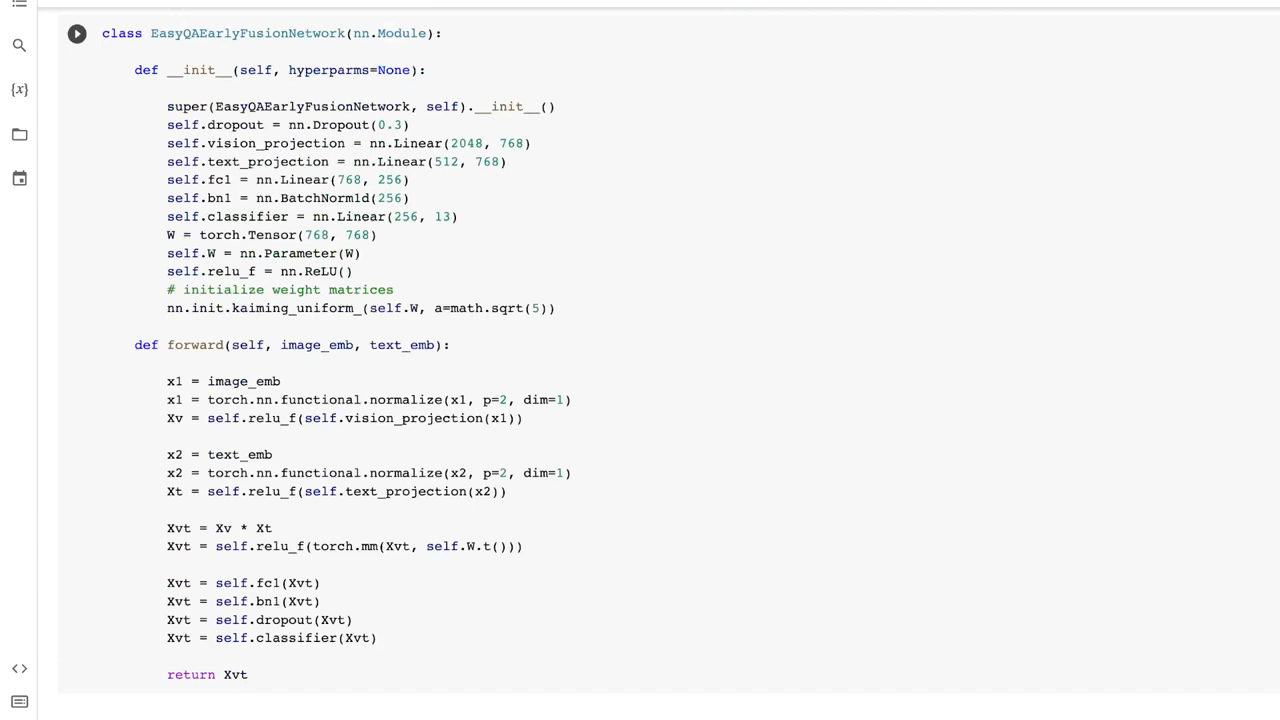 class EasyQAEarlyFusionNetwork(nn.Module):
def __init__(self, hyperparms=None):
super(EasyQAEarlyFusionNetwork, self).__init__()
self.dropout = nn.Dropout(0.3)
self.vision_projection = nn.Linear(2048, 768)
self.text_projection = nn.Linear(512, 768)
self.fc1 = nn.Linear(768, 256)
self.bn1 = nn.BatchNorm1d(256)
self.classifier = nn.Linear(256, 13)
W = torch.Tensor(768, 768)
self.W = nn.Parameter(W)
self.relu_f = nn.ReLU()
# initialize weight matrices
nn.init.kaiming_uniform_(self.W, a=math.sqrt(5))
def forward(self, image_emb, text_emb):
x1 = image_emb
x1 = torch.nn.functional.normalize(x1, p=2, dim=1)
Xv = self.relu_f(self.vision_projection(x1))
x2 = text_emb
x2 = torch.nn.functional.normalize(x2, p=2, dim=1)
Xt = self.relu_f(self.text_projection(x2))
Xvt = Xv * Xt
Xvt = self.relu_f(torch.mm(Xvt, self.W.t()))
Xvt = self.fc1(Xvt)
Xvt = self.bn1(Xvt)
Xvt = self.dropout(Xvt)
Xvt = self.classifier(Xvt)
return Xvt